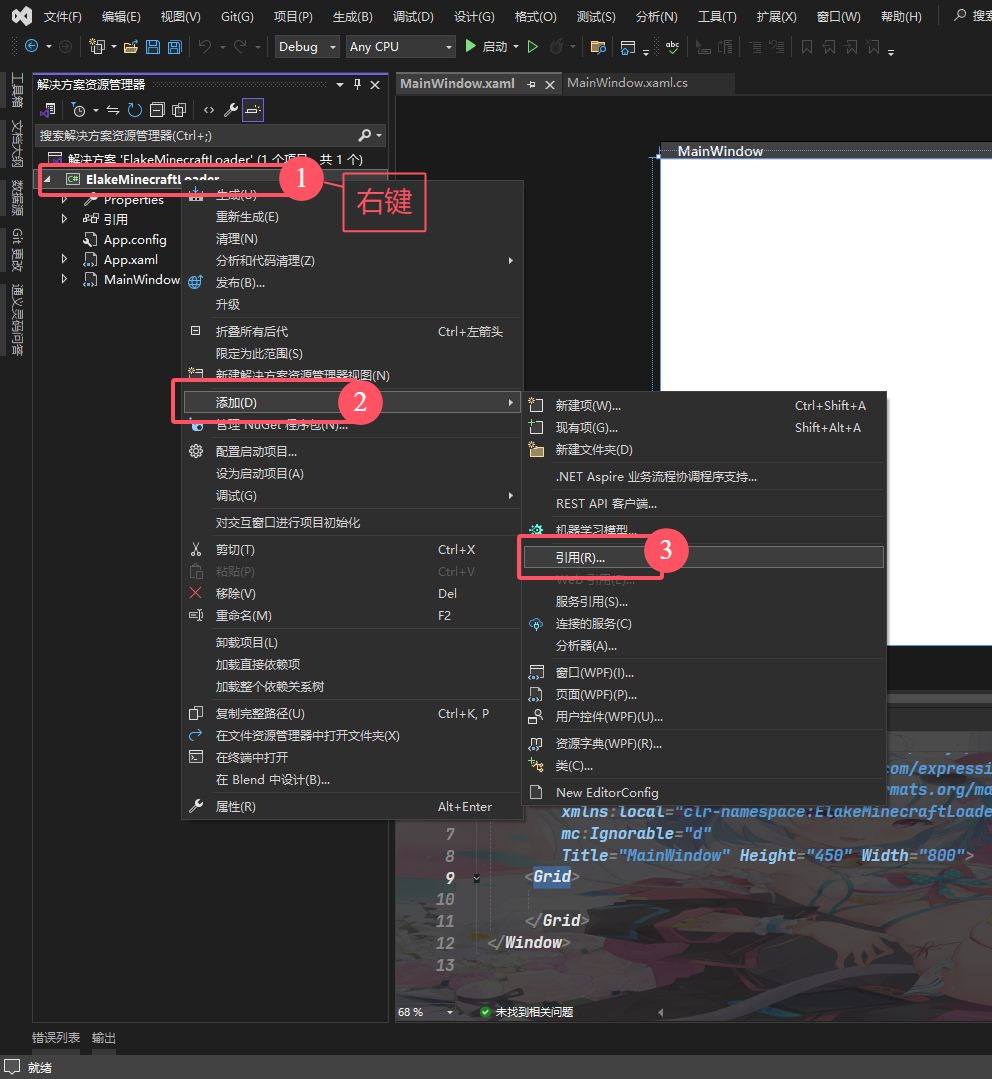 文件(F) 编辑(E) 视图(V) Git(G) 项目(P) 生成(B) 调试(D) 设计(G) 格式(O) 测试(S) 分析(N) 工具(T) 扩展(X) 窗口(W) 帮助(H)
Debug Any CPU 启动
工具箱
文档大纲
数据源
Git 更改
通义灵码问答
解决方案资源管理器
搜索解决方案资源管理器(Ctrl+;)
解决方案 'ElakeMinecraftLoader' (1 个项目，共 1 个)
ElakeMinecraftLoader
Properties
引用
App.config
App.xaml
MainWindow
1
右键
生成(U)
重新生成(E)
清理(N)
分析和代码清理(Z)
发布(B)...
升级
折叠所有后代 Ctrl+左箭头
限定为此范围(S)
新建解决方案资源管理器视图(N)
添加(D)
2
管理 NuGet 程序包(N)...
配置启动项目...
设为启动项目(A)
调试(G)
对交互窗口进行项目初始化
剪切(T) Ctrl+X
粘贴(P) Ctrl+V
移除(V) Del
重命名(M) F2
卸载项目(L)
加载直接依赖项
加载整个依赖关系树
复制完整路径(U) Ctrl+K, P
在文件资源管理器中打开文件夹(X)
在终端中打开
在 Blend 中设计(B)...
属性(R) Alt+Enter
新建项(W)... Ctrl+Shift+A
现有项(G)... Shift+Alt+A
新建文件夹(D)
.NET Aspire 业务流程协调程序支持...
REST API 客户端...
机器学习模型...
引用(R)...
3
Web 引用(E)...
服务引用(S)...
连接的服务(C)
分析器(A)...
窗口(WPF)(I)...
页面(WPF)(P)...
用户控件(WPF)(U)...
资源字典(WPF)(R)...
类(C)...
New EditorConfig
MainWindow.xaml MainWindow.xaml.cs
MainWindow
com/expressi
rmats.org/ma
xmlns:local="clr-namespace:ElakeMinecraftLoade
7 mc:Ignorable="d"
8 Title="MainWindow" Height="450" Width="800">
9 <Grid>
10
11 </Grid>
12 </Window>
13
68 % 未找到相关问题
错误列表 输出
就绪